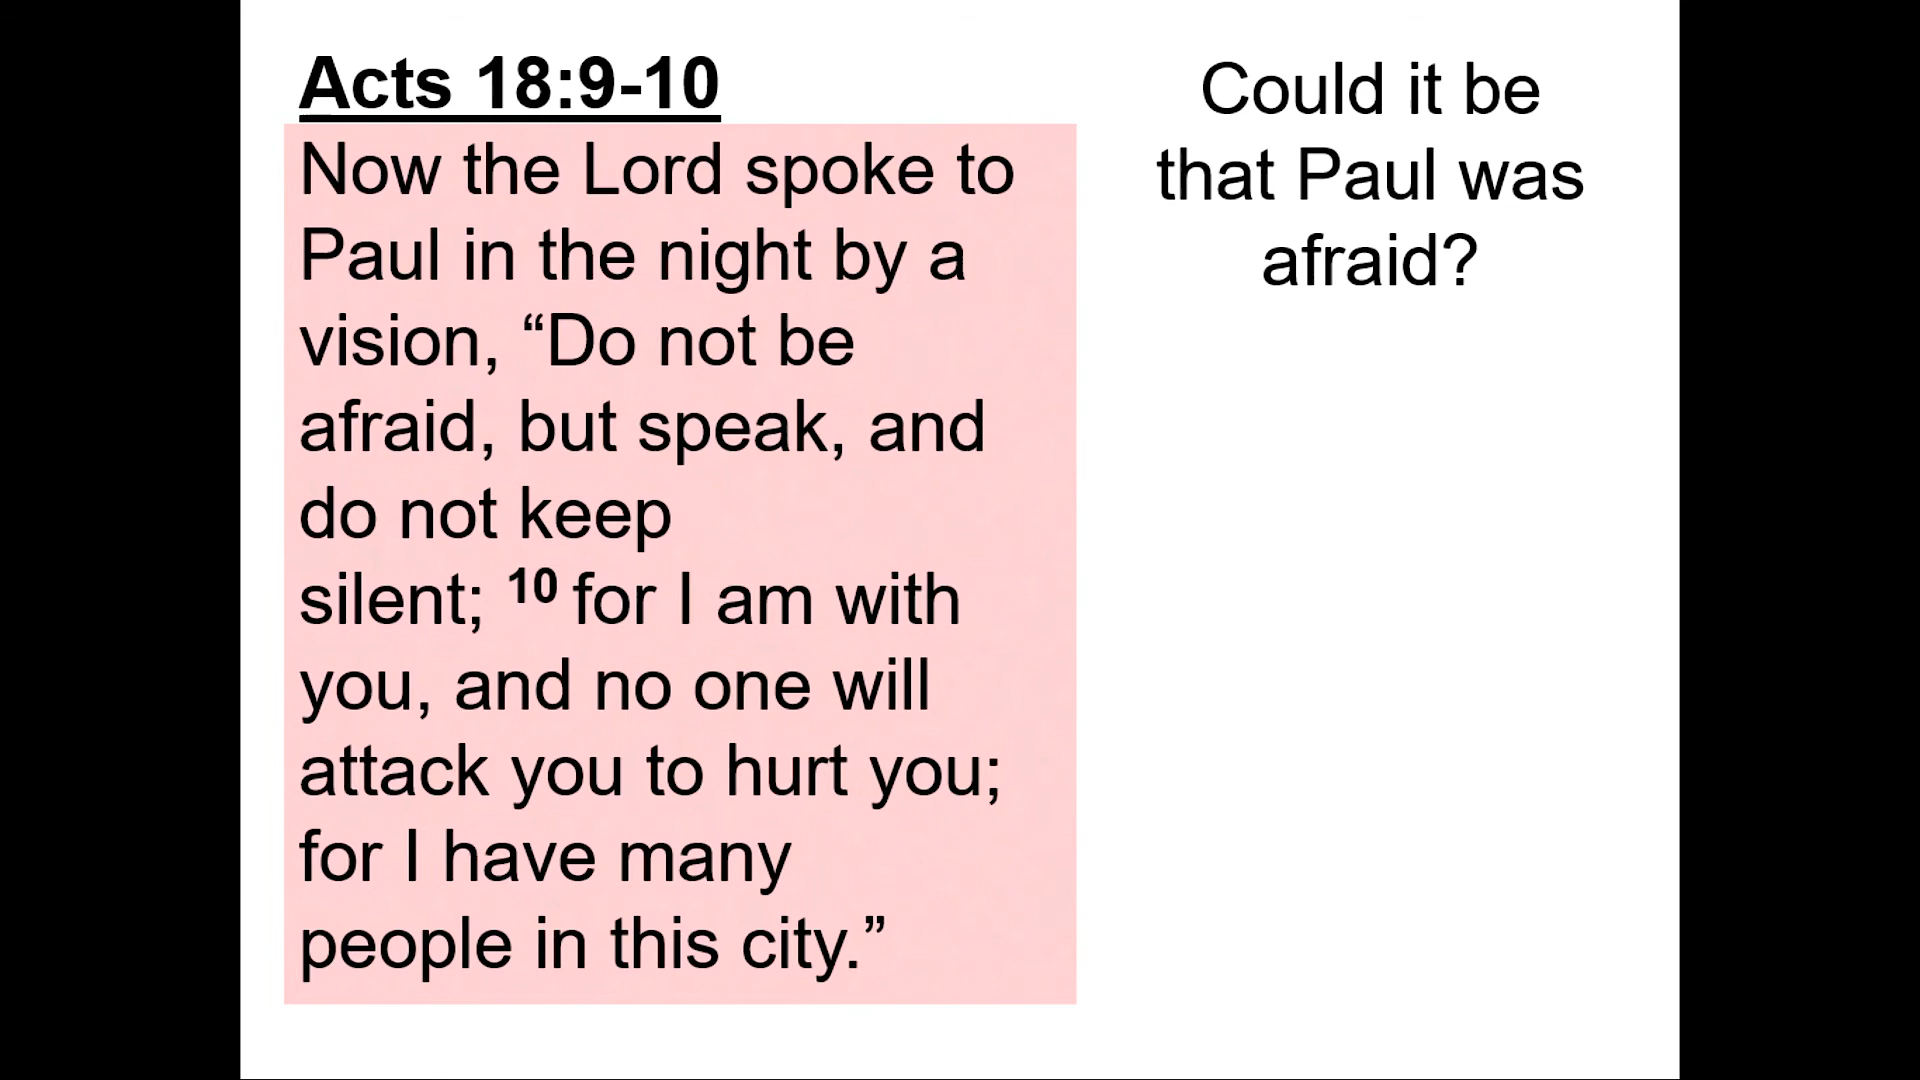 Acts 18:9-10
Now the Lord spoke to
Paul in the night by a
vision, “Do not be
afraid, but speak, and
do not keep
silent; 10 for I am with
you, and no one will
attack you to hurt you;
for I have many
people in this city.”
Could it be
that Paul was
afraid?